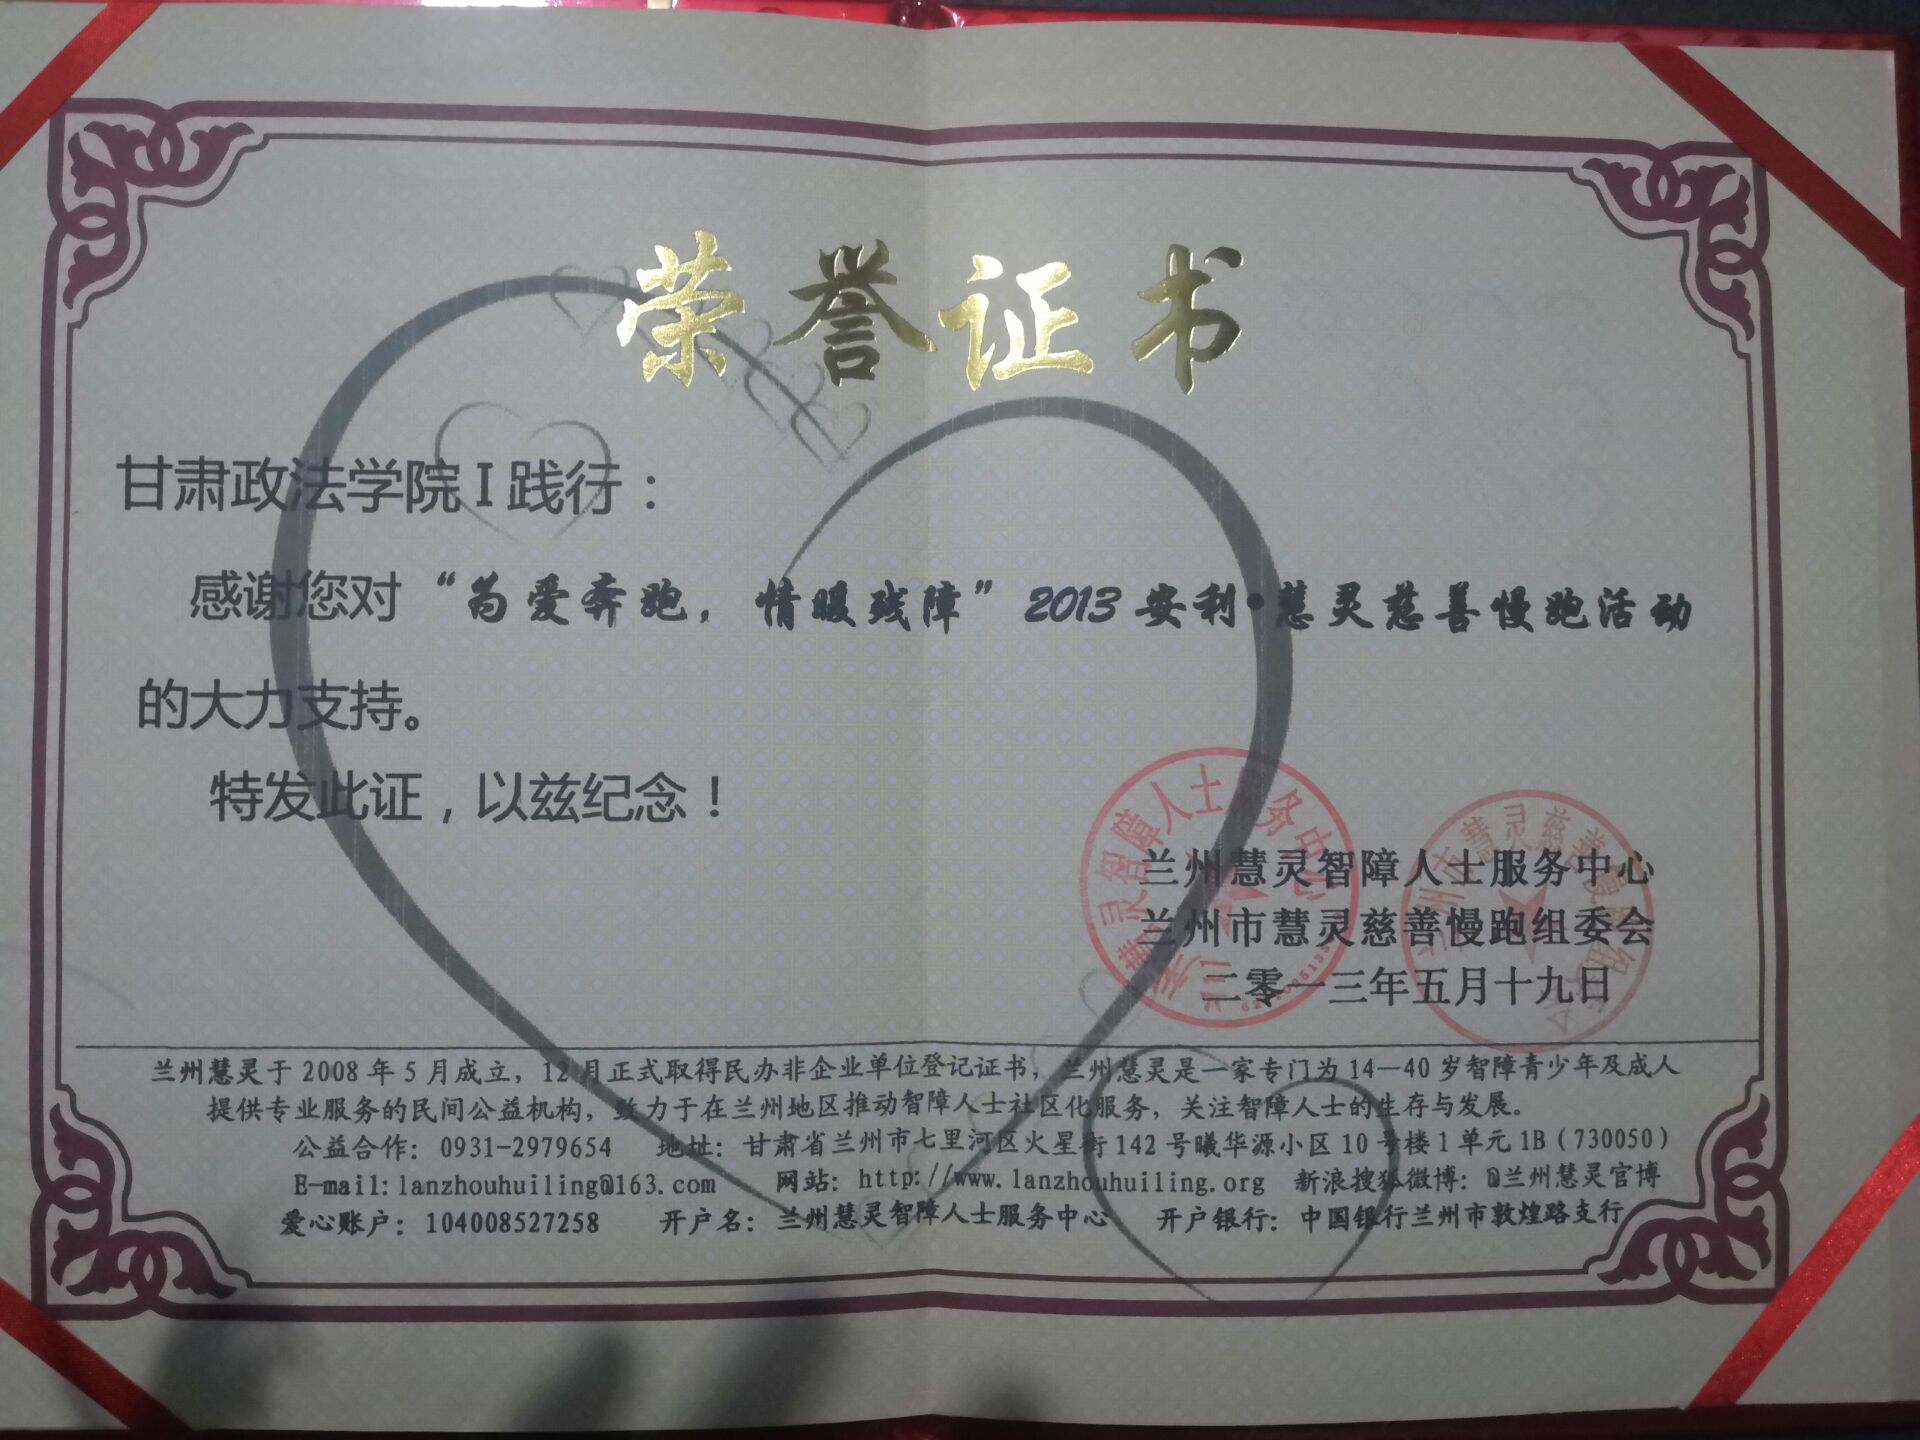 荣誉证书
甘肃政法学院I践行：
感谢您对“为爱奔跑，情暖残障”2013安利•慧灵慈善慢跑活动
的大力支持。
特发此证，以兹纪念！
兰州慧灵智障人士服务中心
兰州市慧灵慈善慢跑组委会
二零一三年五月十九日
兰州慧灵于2008年5月成立，12月正式取得民办非企业单位登记证书，兰州慧灵是一家专门为14—40岁智障青少年及成人
提供专业服务的民间公益机构，致力于在兰州地区推动智障人士社区化服务，关注智障人士的生存与发展。
公益合作：0931-2979654 地址：甘肃省兰州市七里河区火星街142号曦华源小区10号楼1单元1B（730050）
E-mail:lanzhouhuiling@163.com 网站：http://www.lanzhouhuiling.org 新浪搜狐微博：@兰州慧灵官博
爱心账户：104008527258 开户名：兰州慧灵智障人士服务中心 开户银行：中国银行兰州市敦煌路支行